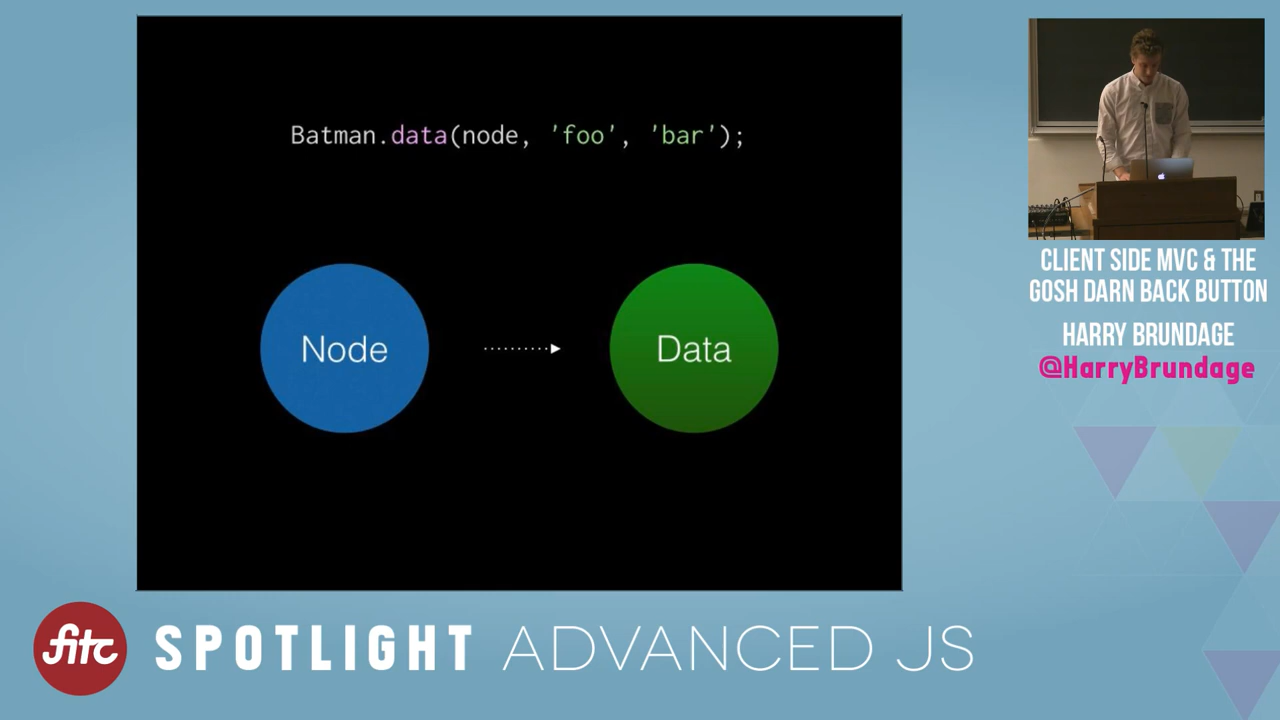 Batman.data(node, 'foo', 'bar');
Node
Data
CLIENT SIDE MVC & THE
GOSH DARN BACK BUTTON
HARRY BRUNDAGE
@HarryBrundage
fitc
SPOTLIGHT ADVANCED JS